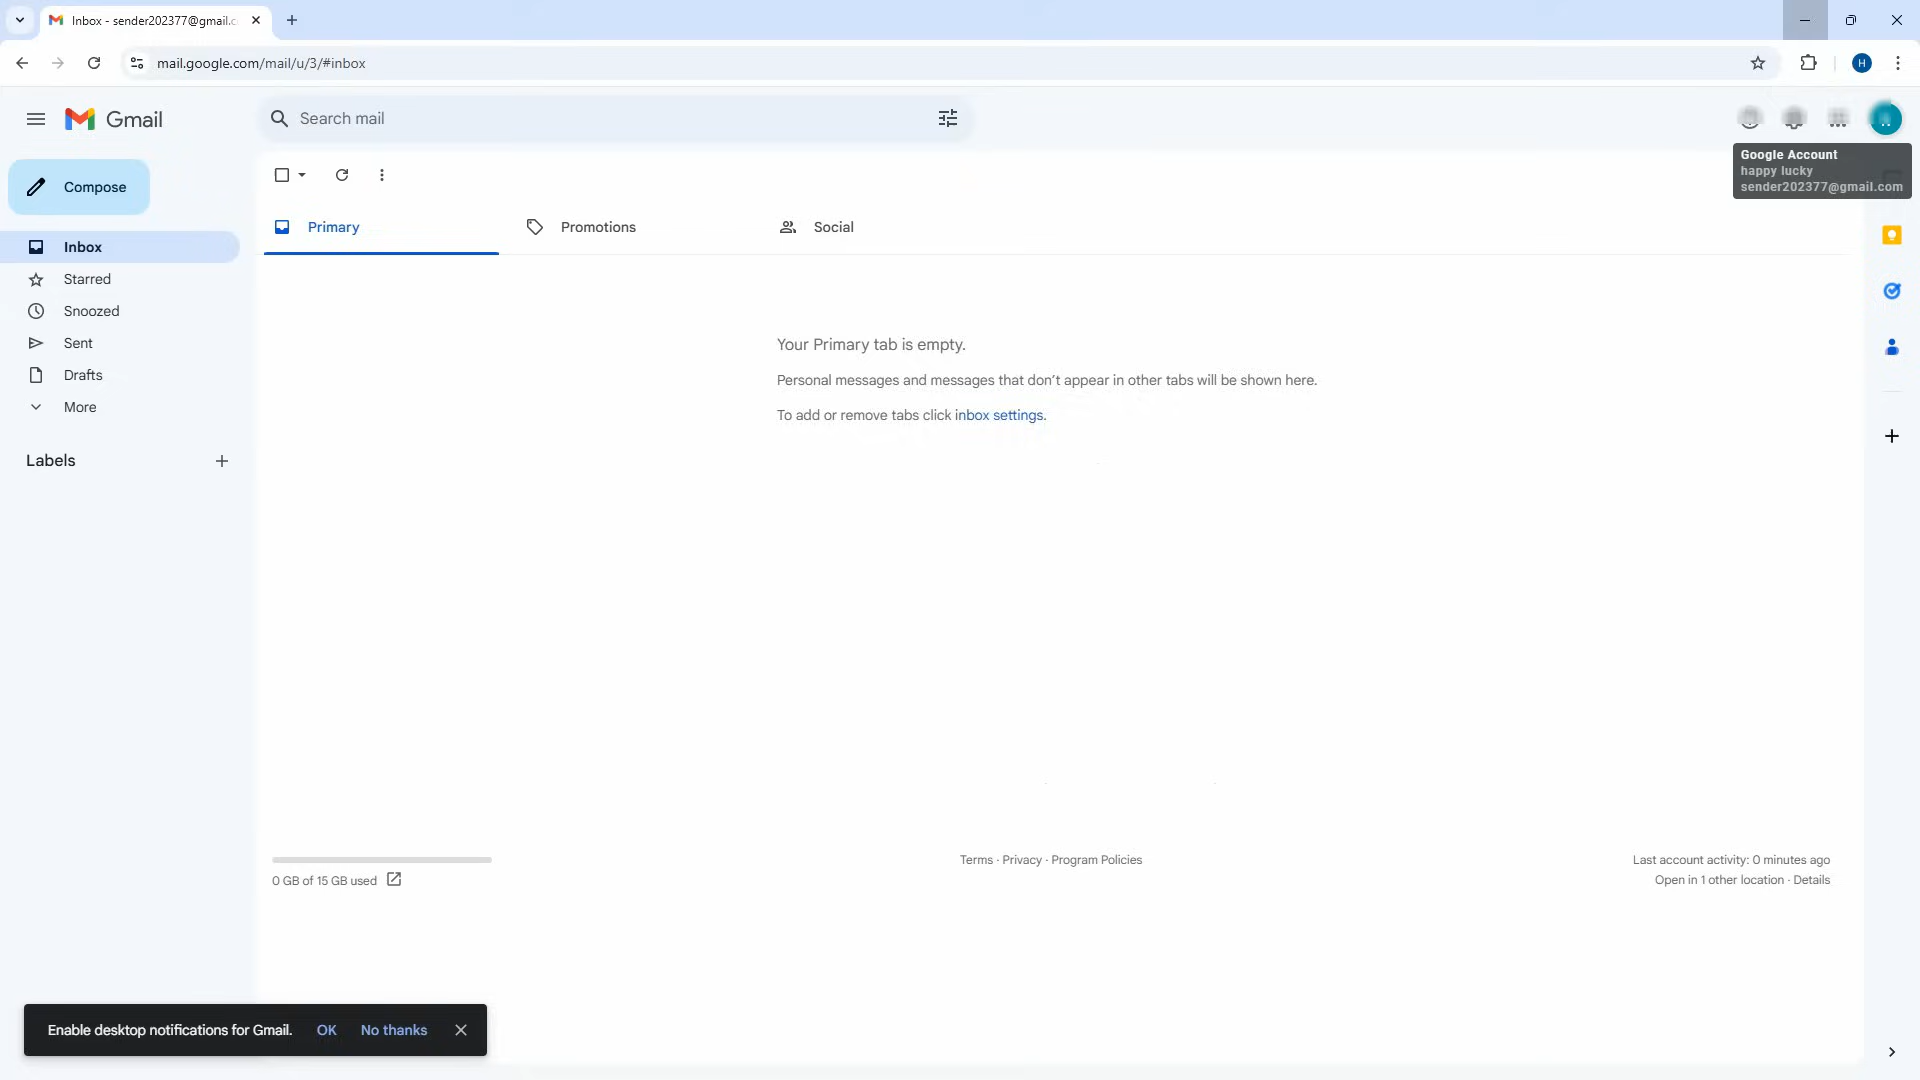 Inbox - sender202377@gmail.c
mail.google.com/mail/u/3/#inbox
H
Gmail
Search mail
Google Account
happy lucky
sender202377@gmail.com
Compose
Primary
Promotions
Social
Inbox
Starred
Snoozed
Sent
Drafts
More
Labels
Your Primary tab is empty.
Personal messages and messages that don't appear in other tabs will be shown here.
To add or remove tabs click inbox settings.
Terms · Privacy · Program Policies
Last account activity: 0 minutes ago
0 GB of 15 GB used
Open in 1 other location · Details
Enable desktop notifications for Gmail. OK No thanks